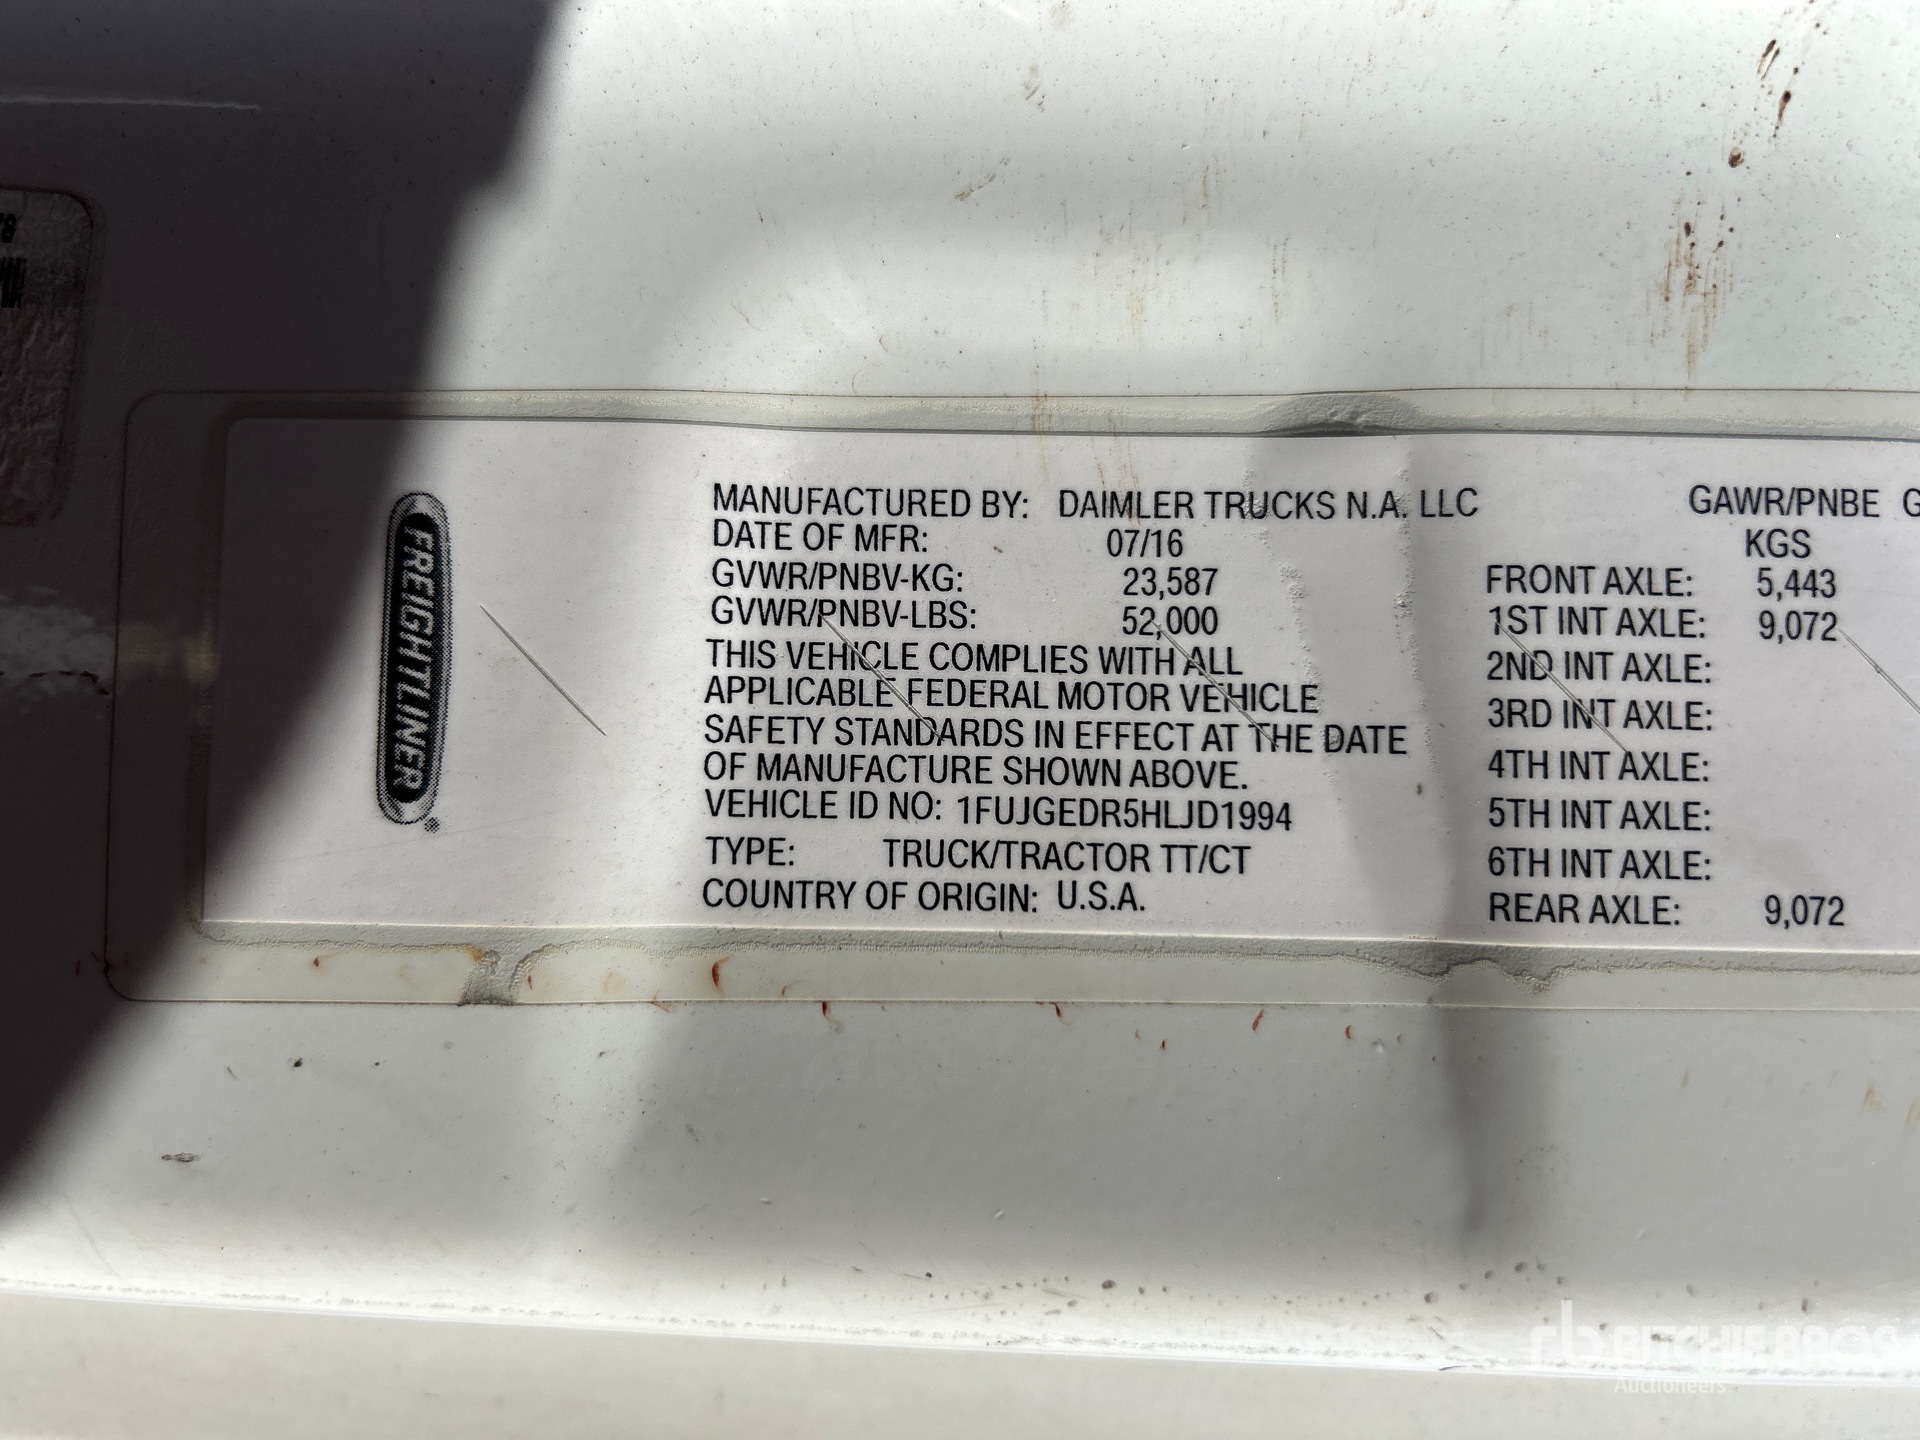 FREIGHTLINER®
MANUFACTURED BY: DAIMLER TRUCKS N.A. LLC
DATE OF MFR: 07/16
GVWR/PNBV-KG: 23,587
GVWR/PNBV-LBS: 52,000
THIS VEHICLE COMPLIES WITH ALL
APPLICABLE FEDERAL MOTOR VEHICLE
SAFETY STANDARDS IN EFFECT AT THE DATE
OF MANUFACTURE SHOWN ABOVE.
VEHICLE ID NO: 1FUJGEDR5HLJD1994
TYPE: TRUCK/TRACTOR TT/CT
COUNTRY OF ORIGIN: U.S.A.
GAWR/PNBE G
KGS
FRONT AXLE: 5,443
1ST INT AXLE: 9,072
2ND INT AXLE:
3RD INT AXLE:
4TH INT AXLE:
5TH INT AXLE:
6TH INT AXLE:
REAR AXLE: 9,072
rb RITCHIE BROS
Auctioneers